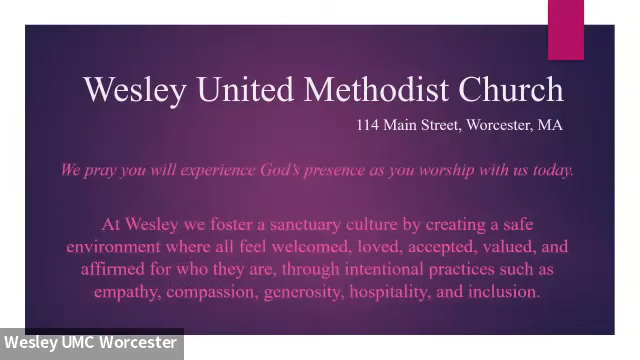 Wesley United Methodist Church
114 Main Street, Worcester, MA
We pray you will experience God's presence as you worship with us today.
At Wesley we foster a sanctuary culture by creating a safe
environment where all feel welcomed, loved, accepted, valued, and
affirmed for who they are, through intentional practices such as
empathy, compassion, generosity, hospitality, and inclusion.
Wesley UMC Worcester